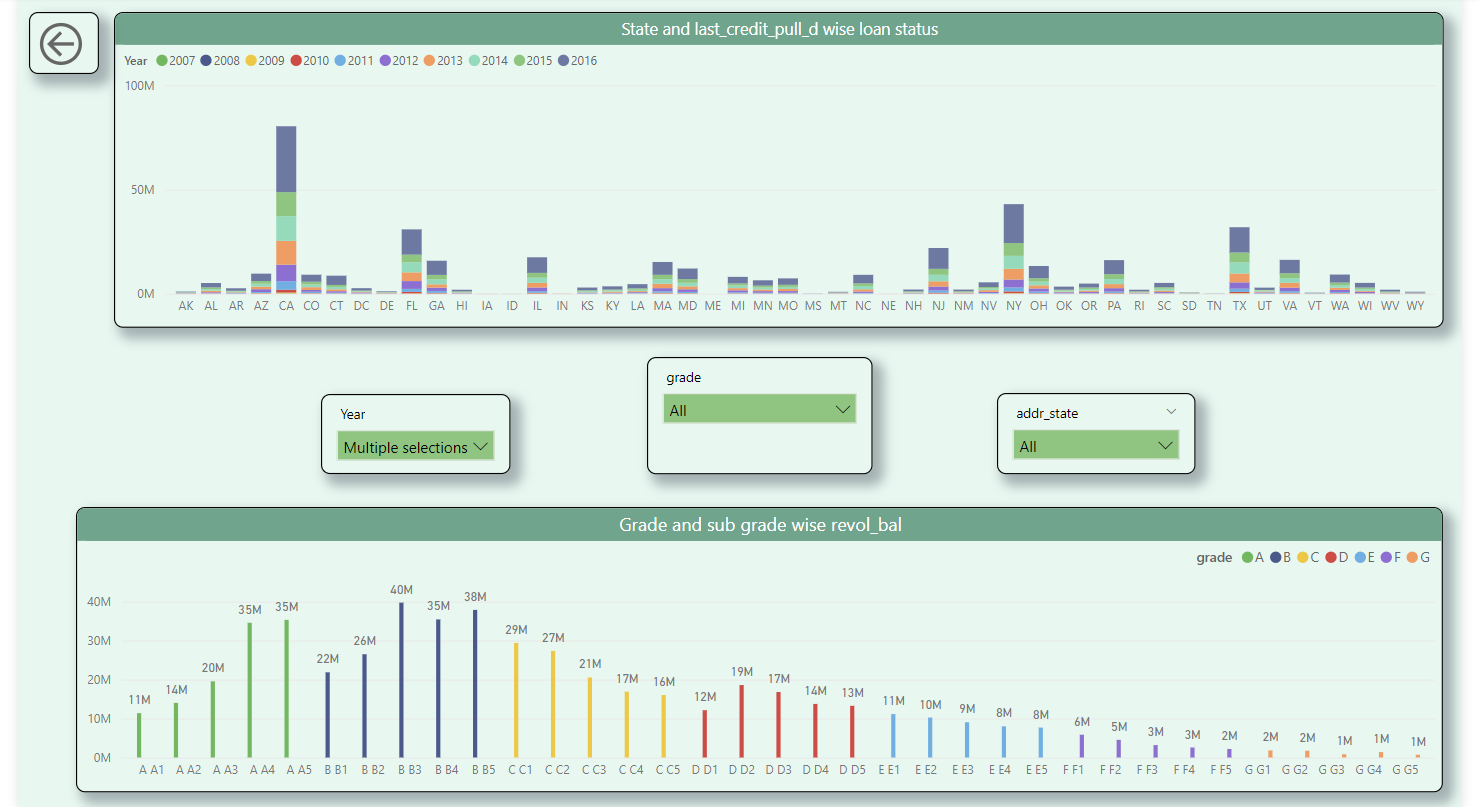 State and last_credit_pull_d wise loan status
Year 2007 2008 2009 2010 2011 2012 2013 2014 2015 2016
100M
50M
0M
AK AL AR AZ CA CO CT DC DE FL GA HI IA ID IL IN KS KY LA MA MD ME MI MN MO MS MT NC NE NH NJ NM NV NY OH OK OR PA RI SC SD TN TX UT VA VT WA WI WV WY
grade
All
Year
Multiple selections
addr_state
All
Grade and sub grade wise revol_bal
grade A B C D E F G
40M
30M
20M
10M
0M
11M 14M 20M 35M 35M 22M 26M 40M 35M 38M 29M 27M 21M 17M 16M 12M 19M 17M 14M 13M 11M 10M 9M 8M 8M 6M 5M 3M 3M 2M 2M 2M 1M 1M 1M
A A1 A A2 A A3 A A4 A A5 B B1 B B2 B B3 B B4 B B5 C C1 C C2 C C3 C C4 C C5 D D1 D D2 D D3 D D4 D D5 E E1 E E2 E E3 E E4 E E5 F F1 F F2 F F3 F F4 F F5 G G1 G G2 G G3 G G4 G G5